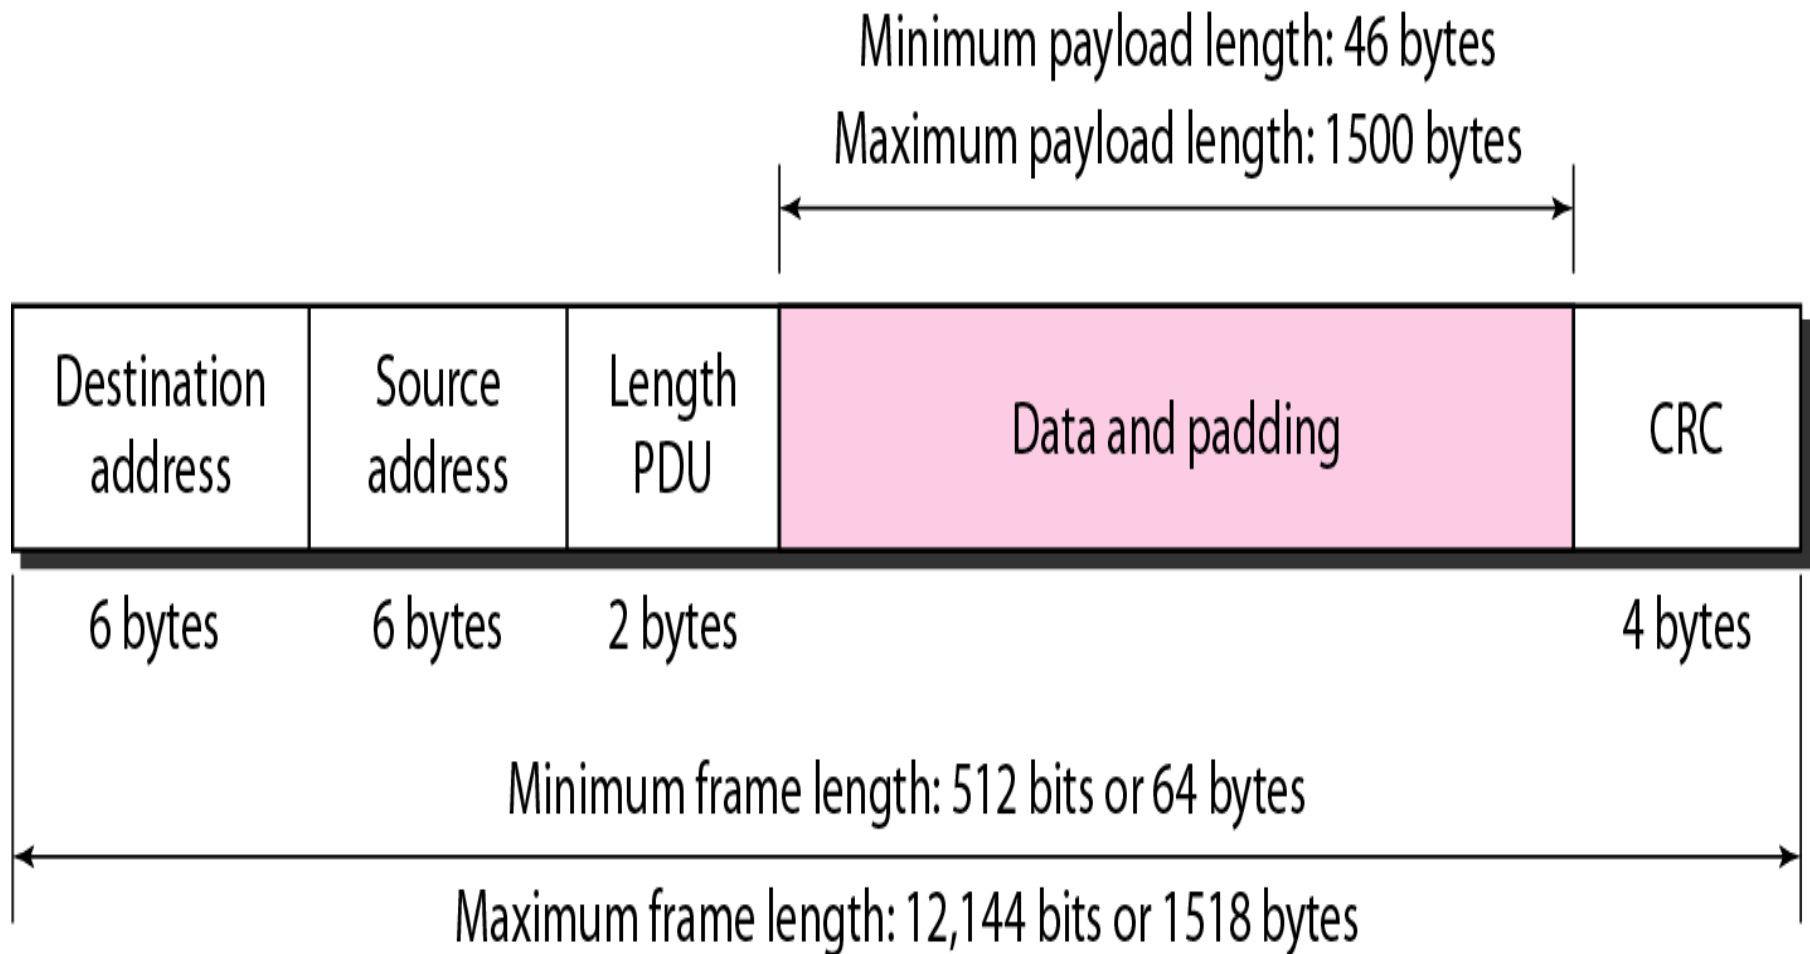 Minimum payload length: 46 bytes
Maximum payload length: 1500 bytes
Destination
address
Source
address
Length
PDU
Data and padding
CRC
6 bytes
6 bytes
2 bytes
4 bytes
Minimum frame length: 512 bits or 64 bytes
Maximum frame length: 12,144 bits or 1518 bytes